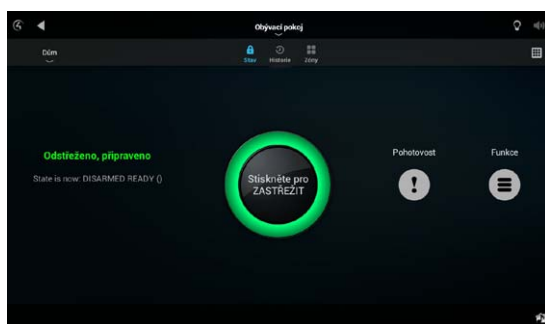 Obývací pokoj
Dům
Stav
Historie
Zóny
Odstřeženo, připraveno
State is now: DISARMED READY ()
Stiskněte pro
ZASTŘEŽIT
Pohotovost
Funkce